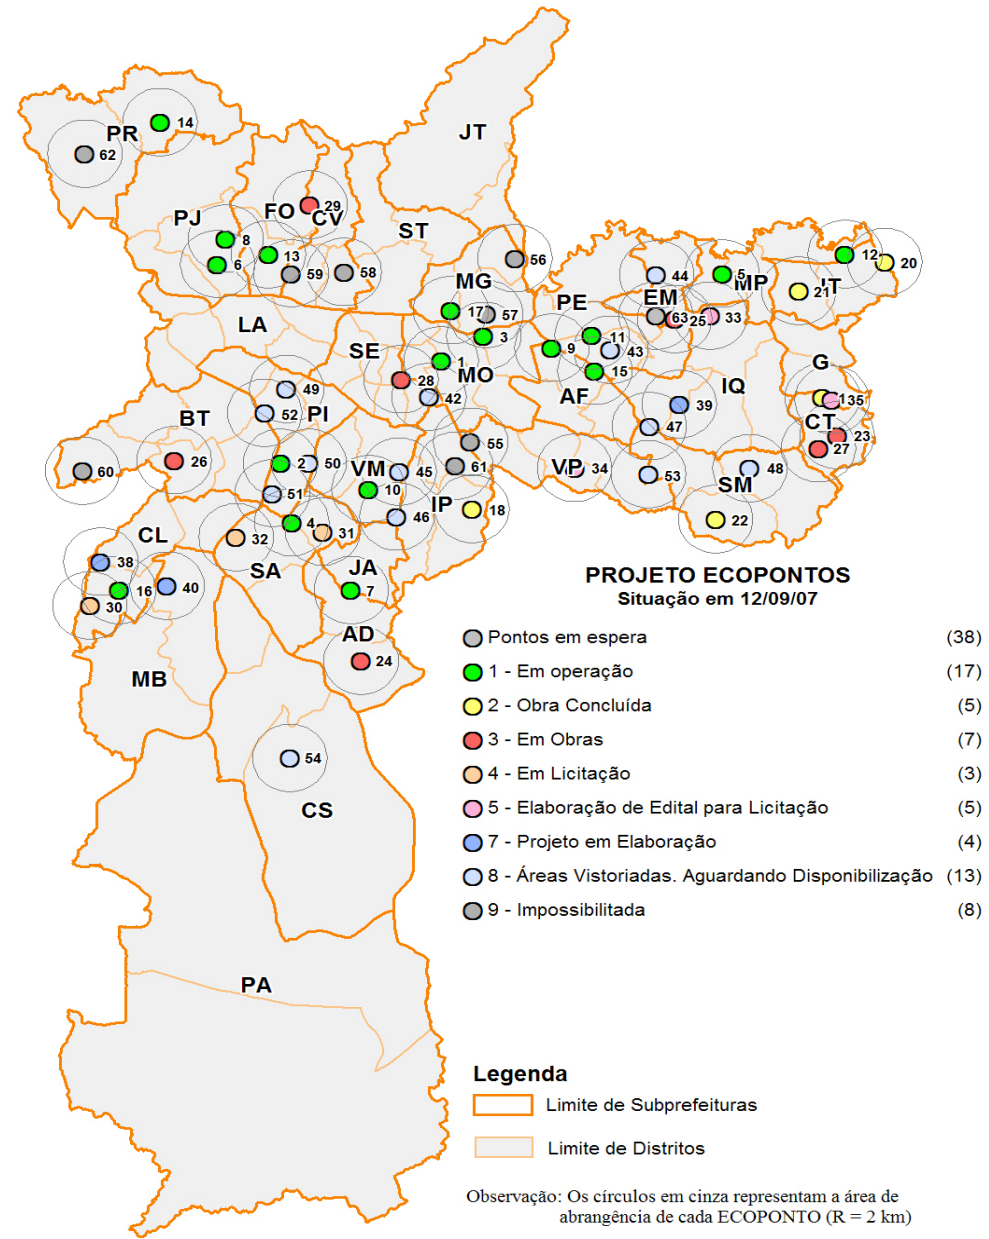 JT
PR
14
62
PJ
FO
29
CV
ST
8
13
6
59
58
56
44
5
MP
12
20
IT
21
MG
PE
EM
17
57
63
25
33
LA
SE
3
11
9
43
1
MO
15
G
28
42
AF
IQ
39
1
35
49
52
PI
BT
47
CT
23
27
55
26
60
2
50
VM
45
61
VP
34
53
48
SM
51
10
IP
18
46
22
4
31
32
CL
SA
JA
38
16
40
30
7
AD
24
MB
54
CS
PA
PROJETO ECOPONTOS
Situação em 12/09/07
Pontos em espera (38)
1 - Em operação (17)
2 - Obra Concluída (5)
3 - Em Obras (7)
4 - Em Licitação (3)
5 - Elaboração de Edital para Licitação (5)
7 - Projeto em Elaboração (4)
8 - Áreas Vistoriadas. Aguardando Disponibilização (13)
9 - Impossibilitada (8)
Legenda
Limite de Subprefeituras
Limite de Distritos
Observação: Os círculos em cinza representam a área de
abrangência de cada ECOPONTO (R = 2 km)